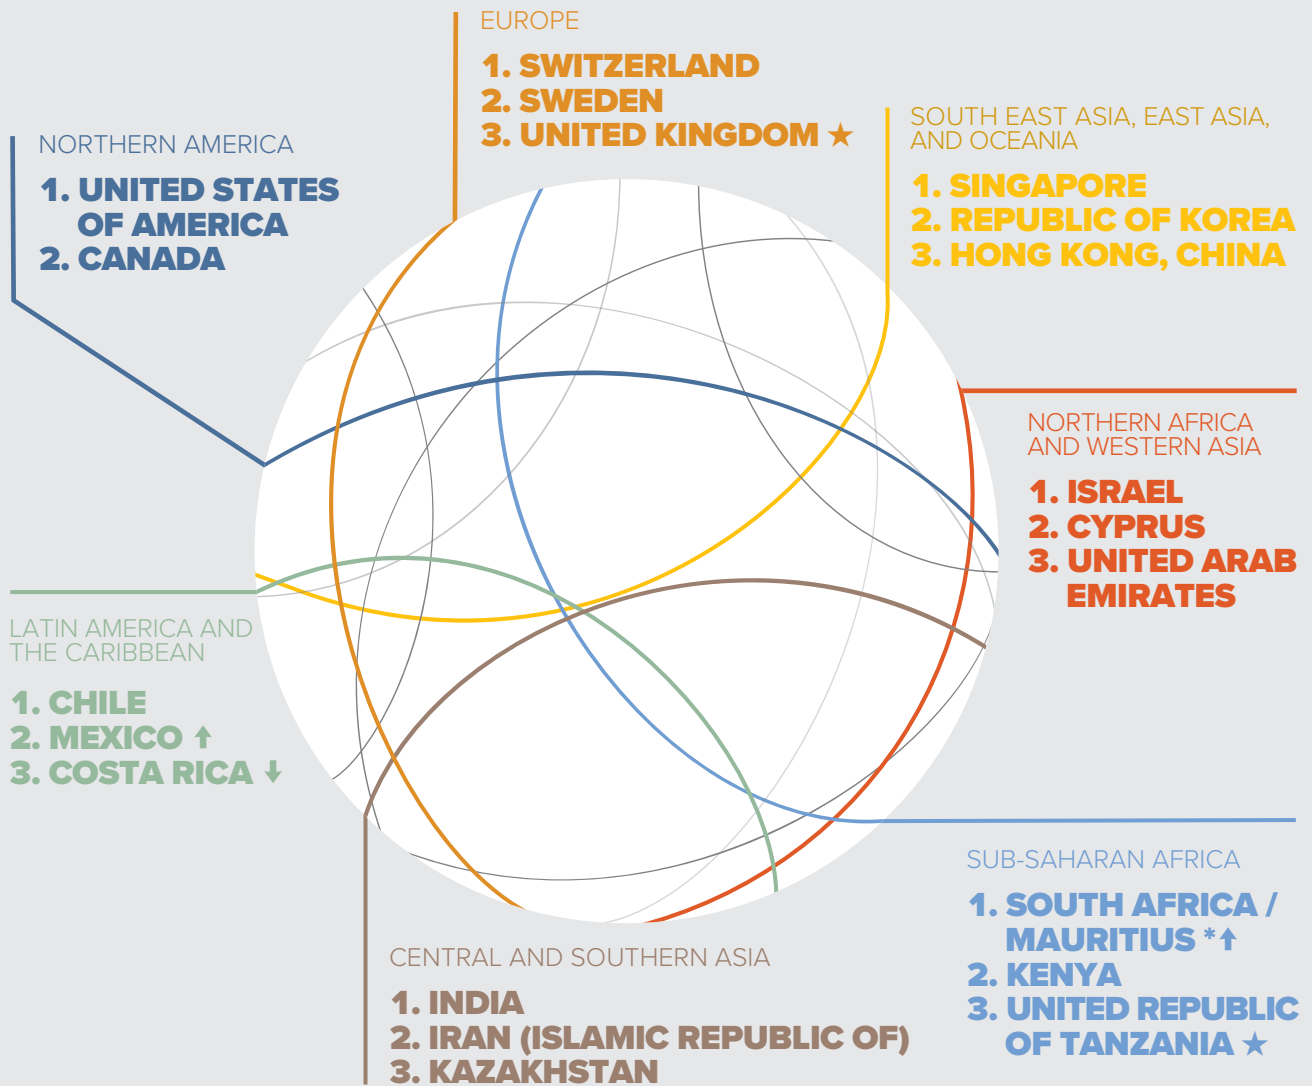 EUROPE
1. SWITZERLAND
2. SWEDEN
3. UNITED KINGDOM ★
NORTHERN AMERICA
1. UNITED STATES
OF AMERICA
2. CANADA
SOUTH EAST ASIA, EAST ASIA,
AND OCEANIA
1. SINGAPORE
2. REPUBLIC OF KOREA
3. HONG KONG, CHINA
NORTHERN AFRICA
AND WESTERN ASIA
1. ISRAEL
2. CYPRUS
3. UNITED ARAB
EMIRATES
LATIN AMERICA AND
THE CARIBBEAN
1. CHILE
2. MEXICO ↑
3. COSTA RICA ↓
SUB-SAHARAN AFRICA
1. SOUTH AFRICA /
MAURITIUS *↑
2. KENYA
3. UNITED REPUBLIC
OF TANZANIA ★
CENTRAL AND SOUTHERN ASIA
1. INDIA
2. IRAN (ISLAMIC REPUBLIC OF)
3. KAZAKHSTAN